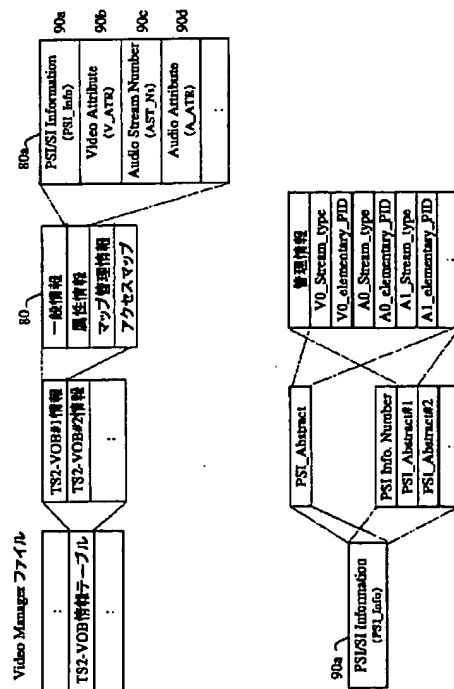 Video Manager ファイル
:
TS2-VOB情報テーブル
:
TS2-VOB#1情報
TS2-VOB#2情報
:
80
一般情報
属性情報
マップ管理情報
アクセスマップ
80a
PSI/SI Information
(PSI_Info)
90a
Video Attribute
(V_ATR)
90b
Audio Stream Number
(AST_Ns)
90c
Audio Attribute
(A_ATR)
90d
:
90a
PSI/SI Information
(PSI_Info)
PSI_Abstract
PSI Info. Number
PSI_Abstract#1
PSI_Abstract#2
:
管理情報
V0_Stream_type
V0_elementary_PID
A0_Stream_type
A0_elementary_PID
A1_Stream_type
A1_elementary_PID
: